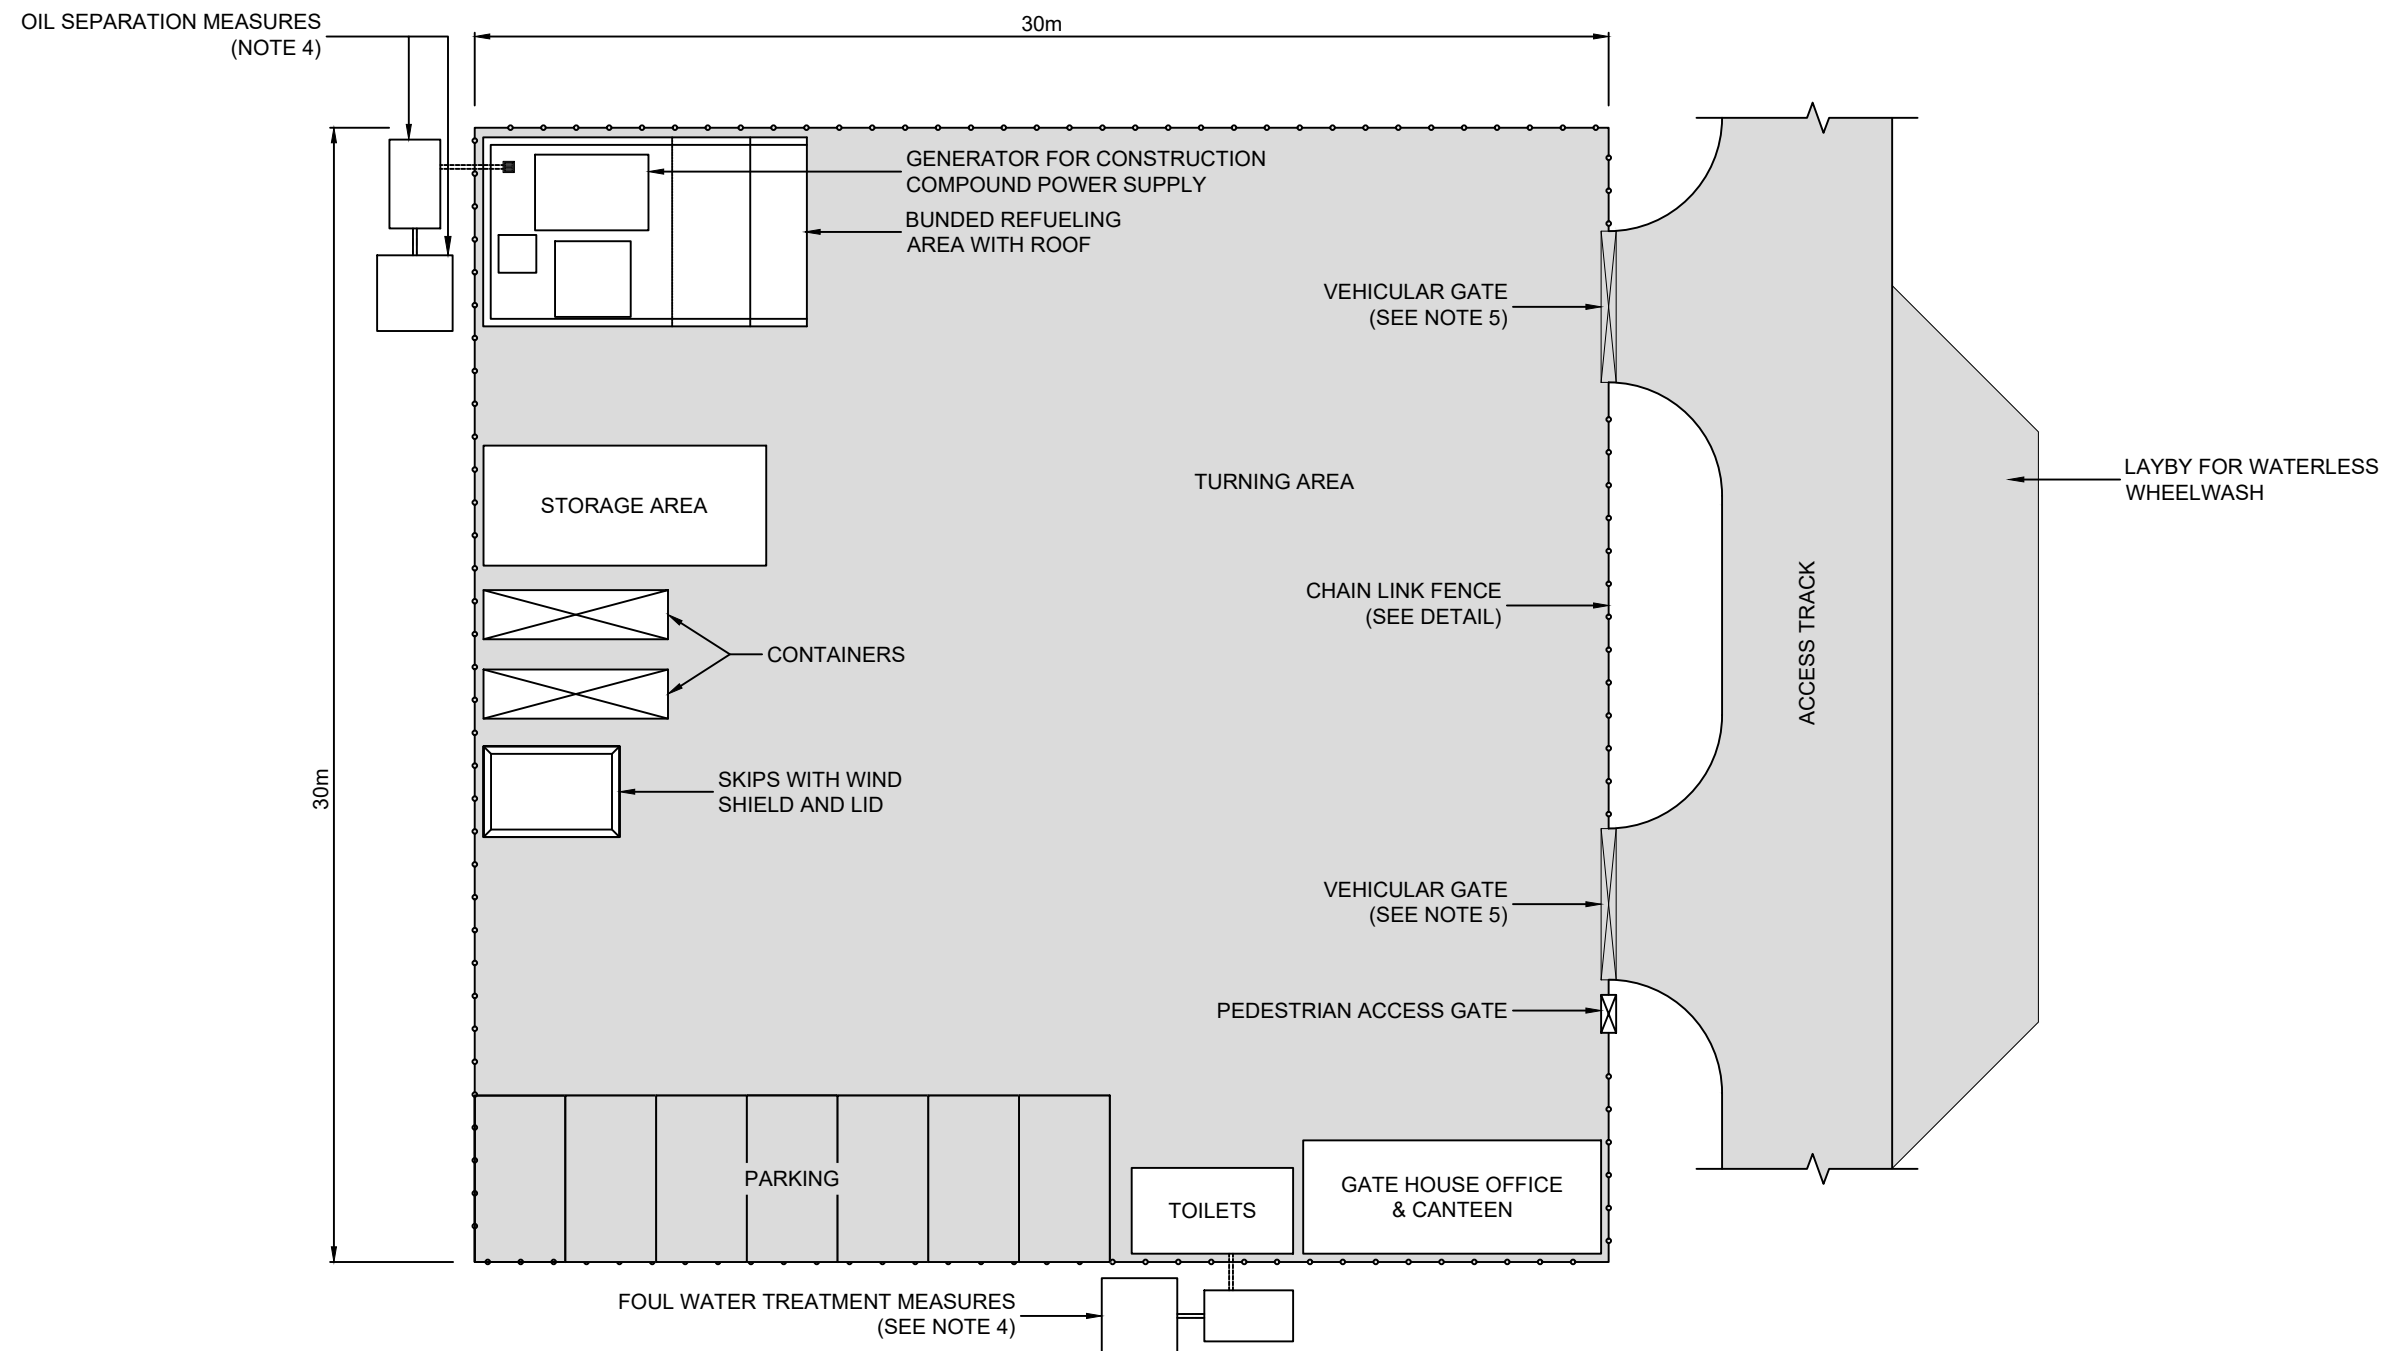 OIL SEPARATION MEASURES
(NOTE 4)
30m
GENERATOR FOR CONSTRUCTION
COMPOUND POWER SUPPLY
BUNDED REFUELING
AREA WITH ROOF
VEHICULAR GATE
(SEE NOTE 5)
LAYBY FOR WATERLESS
WHEELWASH
TURNING AREA
STORAGE AREA
CHAIN LINK FENCE
(SEE DETAIL)
ACCESS TRACK
CONTAINERS
30m
SKIPS WITH WIND
SHIELD AND LID
VEHICULAR GATE
(SEE NOTE 5)
PEDESTRIAN ACCESS GATE
PARKING
TOILETS
GATE HOUSE OFFICE
& CANTEEN
FOUL WATER TREATMENT MEASURES
(SEE NOTE 4)